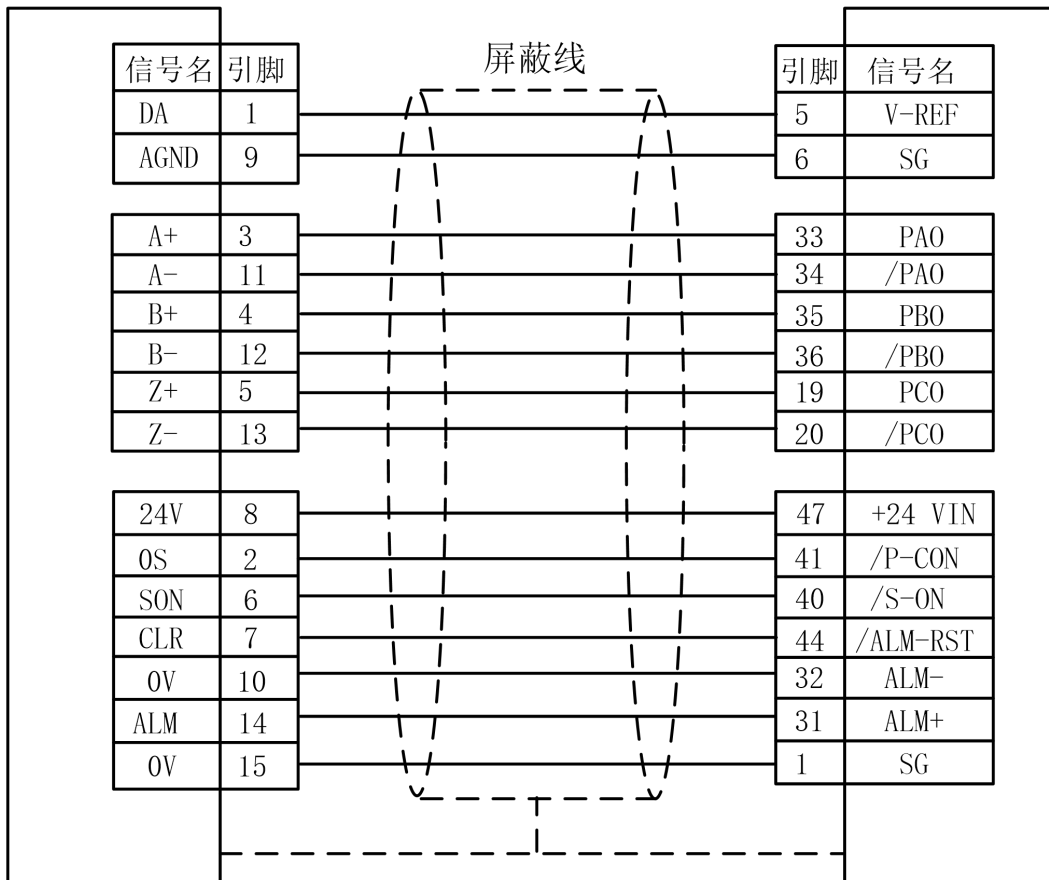 屏蔽线
信号名 引脚 引脚 信号名
DA 1 5 V-REF
AGND 9 6 SG
A+ 3 33 PAO
A- 11 34 /PAO
B+ 4 35 PBO
B- 12 36 /PBO
Z+ 5 19 PCO
Z- 13 20 /PCO
24V 8 47 +24 VIN
OS 2 41 /P-CON
SON 6 40 /S-ON
CLR 7 44 /ALM-RST
0V 10 32 ALM-
ALM 14 31 ALM+
0V 15 1 SG